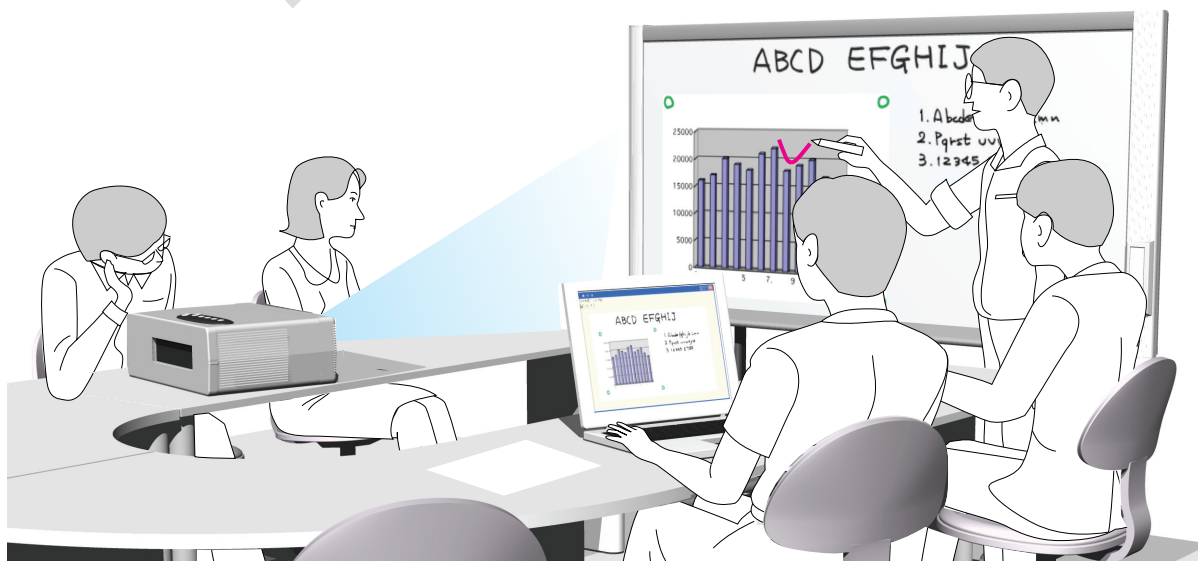 ABCD EFGHIJ
1. Abcde mn
2. Pqrst uvw
3. 12345
25000
20000
15000
10000
5000
0
5 7. 9
ABCD EFGHIJ